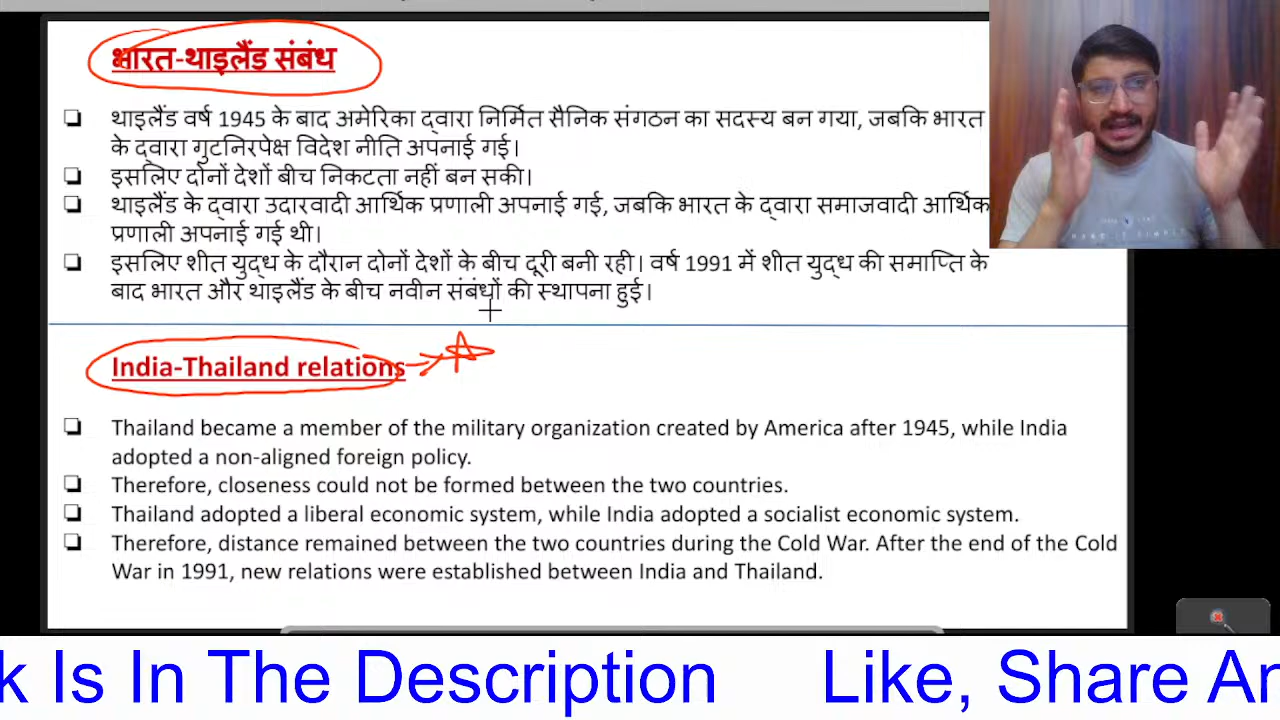 भारत-थाइलैंड संबंध
❑ थाइलैंड वर्ष 1945 के बाद अमेरिका द्वारा निर्मित सैनिक संगठन का सदस्य बन गया, जबकि भारत
के द्वारा गुटनिरपेक्ष विदेश नीति अपनाई गई।
❑ इसलिए दोनों देशों बीच निकटता नहीं बन सकी।
❑ थाइलैंड के द्वारा उदारवादी आर्थिक प्रणाली अपनाई गई, जबकि भारत के द्वारा समाजवादी आर्थिक
प्रणाली अपनाई गई थी।
❑ इसलिए शीत युद्ध के दौरान दोनों देशों के बीच दूरी बनी रही। वर्ष 1991 में शीत युद्ध की समाप्ति के
बाद भारत और थाइलैंड के बीच नवीन संबंधों की स्थापना हुई।
India-Thailand relations
❑ Thailand became a member of the military organization created by America after 1945, while India
adopted a non-aligned foreign policy.
❑ Therefore, closeness could not be formed between the two countries.
❑ Thailand adopted a liberal economic system, while India adopted a socialist economic system.
❑ Therefore, distance remained between the two countries during the Cold War. After the end of the Cold
War in 1991, new relations were established between India and Thailand.
k Is In The Description Like, Share An